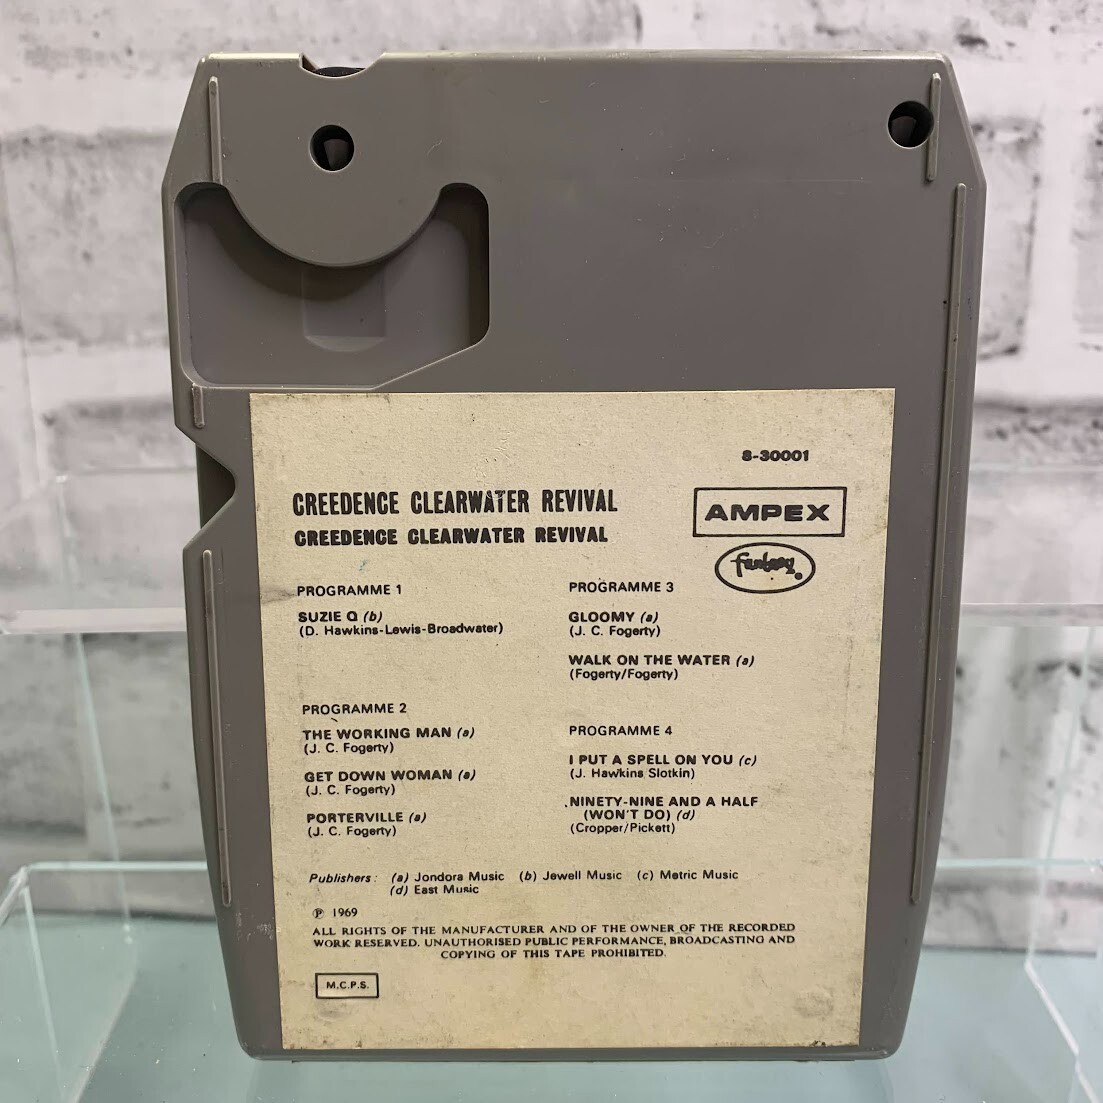 8-30001
CREEDENCE CLEARWATER REVIVAL
CREEDENCE CLEARWATER REVIVAL
AMPEX
fantasy
PROGRAMME 1
SUZIE Q (b)
(D. Hawkins-Lewis-Broadwater)
PROGRAMME 2
THE WORKING MAN (a)
(J. C. Fogerty)
GET DOWN WOMAN (a)
(J. C. Fogerty)
PORTERVILLE (a)
(J. C. Fogerty)
PROGRAMME 3
GLOOMY (a)
(J. C. Fogerty)
WALK ON THE WATER (a)
(Fogerty/Fogerty)
PROGRAMME 4
I PUT A SPELL ON YOU (c)
(J. Hawkins Slotkin)
NINETY-NINE AND A HALF
(WON'T DO) (d)
(Cropper/Pickett)
Publishers: (a) Jondora Music (b) Jewell Music (c) Metric Music
(d) East Music
℗ 1969
ALL RIGHTS OF THE MANUFACTURER AND OF THE OWNER OF THE RECORDED
WORK RESERVED. UNAUTHORISED PUBLIC PERFORMANCE, BROADCASTING AND
COPYING OF THIS TAPE PROHIBITED.
M.C.P.S.